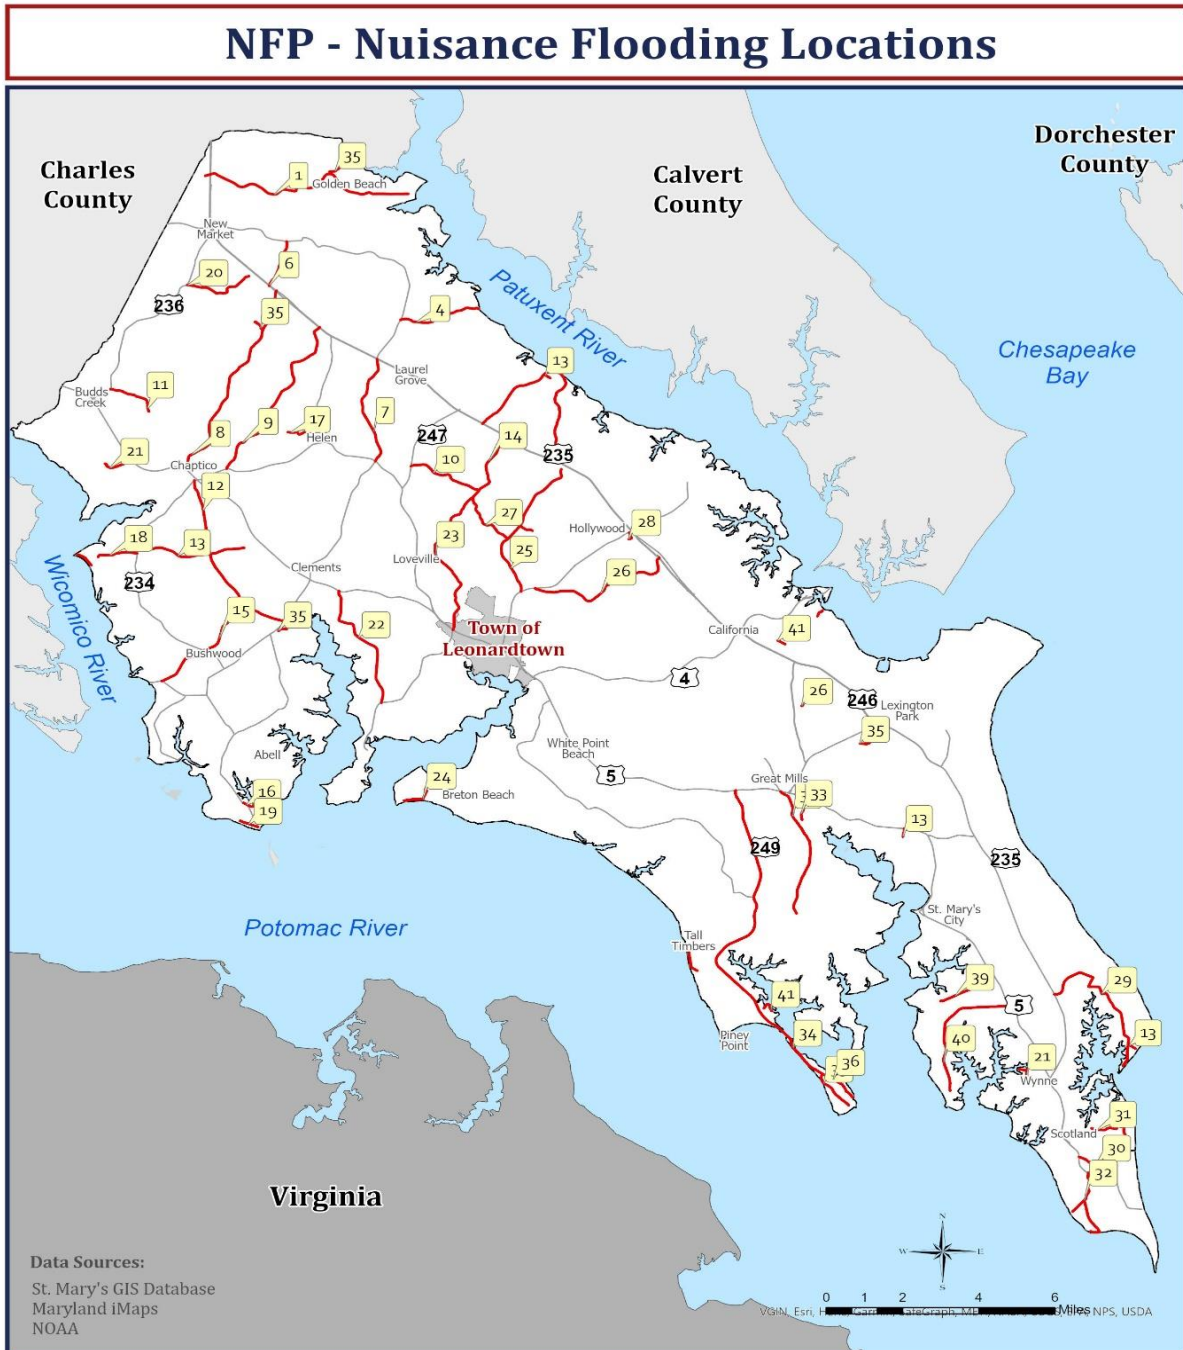 NFP - Nuisance Flooding Locations
Dorchester
County
Charles
County
Calvert
County
35
1
Golden Beach
New
Market
6
20
236
35
4
Patuxent River
Chesapeake
Bay
13
Laurel
Grove
11
Budds
Creek
7
17
Helen
9
8
247
14
235
10
21
Chaptico
12
27
28
Hollywood
18
13
23
25
Loveville
Clements
26
234
Wicomico River
15
35
22
41
California
Town of
Leonardtown
Bushwood
4
26
246
Lexington
Park
35
Abell
White Point
Beach
5
24
Breton Beach
16
19
Great Mills
33
13
249
235
St. Mary's
City
Potomac River
Tall
Timbers
39
29
41
5
34
Piney
Point
40
13
36
21
Wynne
31
Scotland
30
32
Virginia
N
W
E
S
Data Sources:
St. Mary's GIS Database
Maryland iMaps
NOAA
0 1 2 4 6
Miles
VGIN, Esri, NPS, USDA